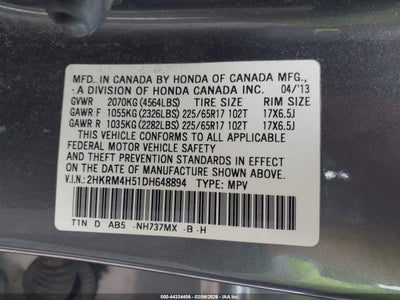 MFD. IN CANADA BY HONDA OF CANADA MFG.,
A DIVISION OF HONDA CANADA INC. 04/'13
GVWR 2070KG (4564LBS) TIRE SIZE RIM SIZE
GAWR F 1055KG (2326LBS) 225/65R17 102T 17X6.5J
GAWR R 1035KG (2282LBS) 225/65R17 102T 17X6.5J
THIS VEHICLE CONFORMS TO ALL APPLICABLE
FEDERAL MOTOR VEHICLE SAFETY AND
THEFT PREVENTION STANDARDS IN EFFECT ON
THE DATE OF MANUFACTURE SHOWN ABOVE.
V.I.N.: 2HKRM4H51DH648894 TYPE: MPV
T1N D AB5 -NH737MX -B -H
000-44334406 - 02/06/2026 - IAA Inc.